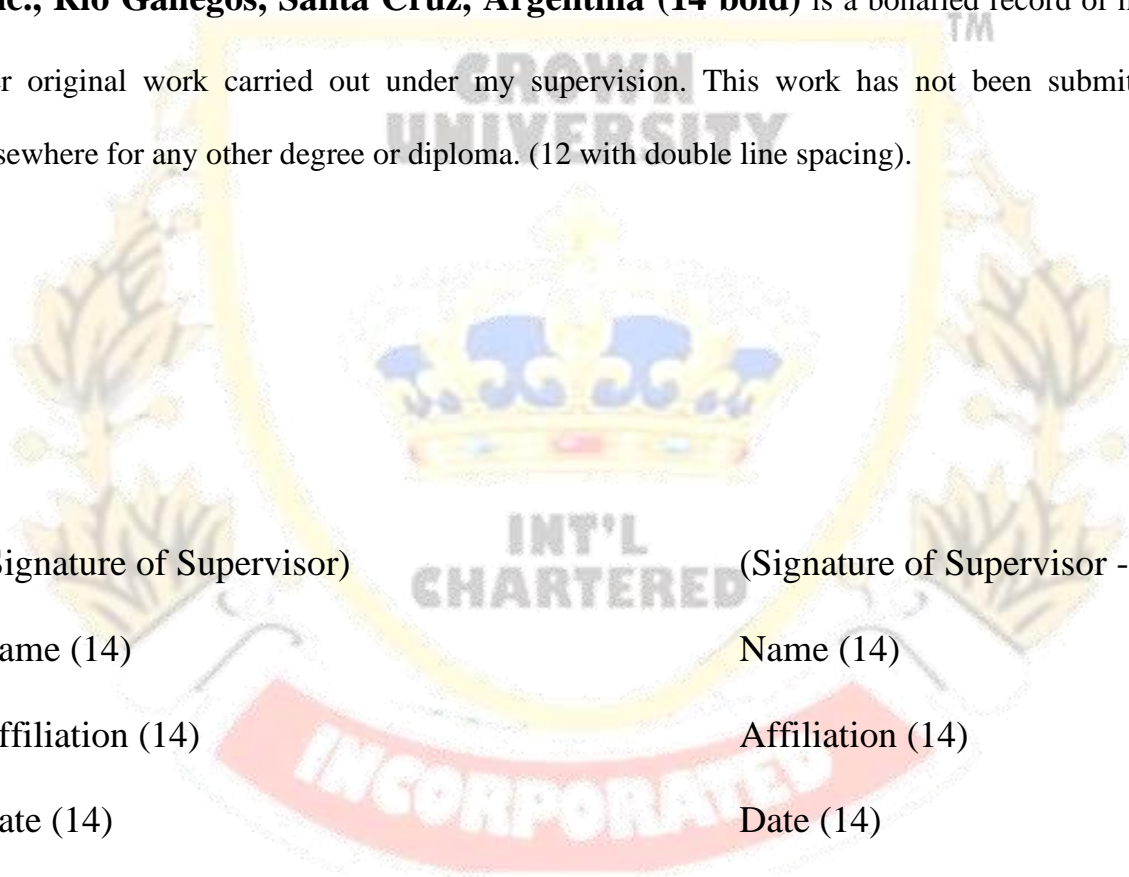 nc., Rio Gallegos, Santa Cruz, Argentina (14 bold) is a bonafied record of
TM
er original work carried out under my supervision. This work has not been submit
CROWN
UNIVERSITY
sewhere for any other degree or diploma. (12 with double line spacing).
INT'L
CHARTERED
Signature of Supervisor) (Signature of Supervisor -
ame (14) Name (14)
ffiliation (14) Affiliation (14)
INCORPORATED
ate (14) Date (14)